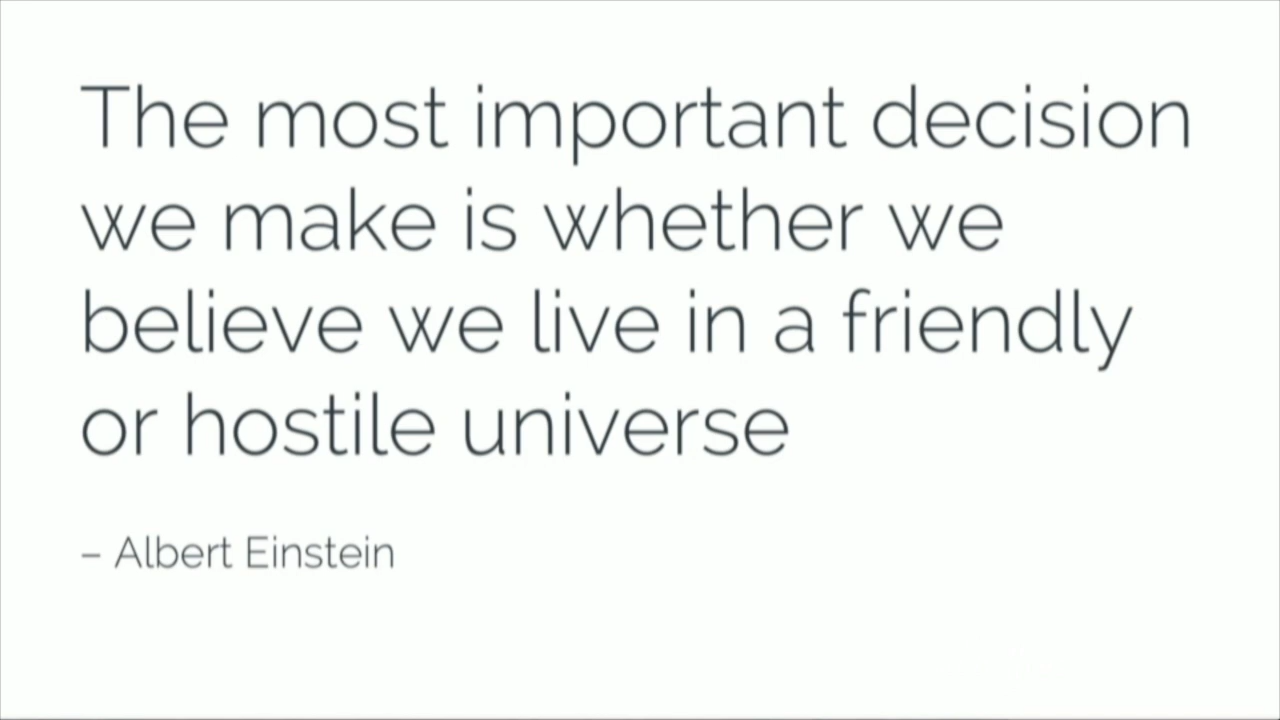 The most important decision
we make is whether we
believe we live in a friendly
or hostile universe
– Albert Einstein